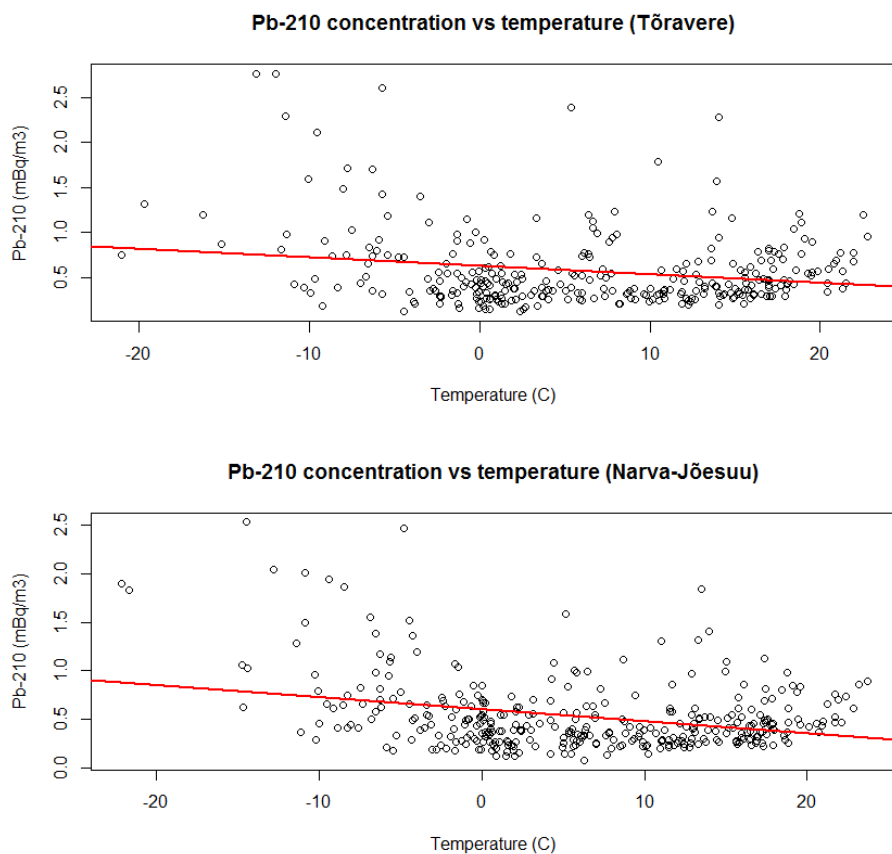 Pb-210 concentration vs temperature (Tõravere)
Pb-210 (mBq/m3)
2.5
2.0
1.5
1.0
0.5
-20 -10 0 10 20
Temperature (C)
Pb-210 concentration vs temperature (Narva-Jõesuu)
Pb-210 (mBq/m3)
2.5
2.0
1.5
1.0
0.5
0.0
-20 -10 0 10 20
Temperature (C)